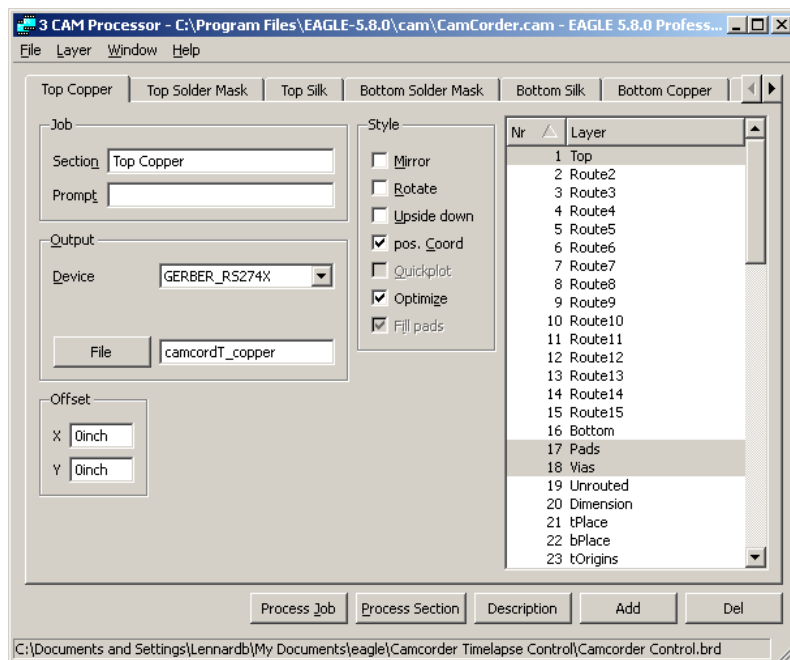 3 CAM Processor - C:\Program Files\EAGLE-5.8.0\cam\CamCorder.cam - EAGLE 5.8.0 Profess...
File Layer Window Help
Top Copper Top Solder Mask Top Silk Bottom Solder Mask Bottom Silk Bottom Copper
Job
Section Top Copper
Prompt
Output
Device GERBER_RS274X
File camcordT_copper
Offset
X 0inch
Y 0inch
Style
Mirror
Rotate
Upside down
pos. Coord
Quickplot
Optimize
Fill pads
Nr Layer
1 Top
2 Route2
3 Route3
4 Route4
5 Route5
6 Route6
7 Route7
8 Route8
9 Route9
10 Route10
11 Route11
12 Route12
13 Route13
14 Route14
15 Route15
16 Bottom
17 Pads
18 Vias
19 Unrouted
20 Dimension
21 tPlace
22 bPlace
23 tOrigins
Process Job Process Section Description Add Del
C:\Documents and Settings\Lennardb\My Documents\eagle\Camcorder Timelapse Control\Camcorder Control.brd